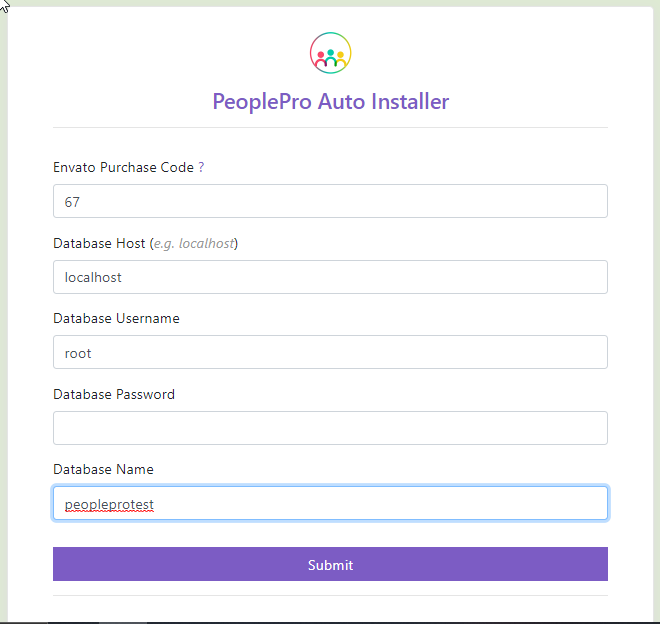 PeoplePro Auto Installer
Envato Purchase Code ?
67
Database Host (e.g. localhost)
localhost
Database Username
root
Database Password
Database Name
peopleprotest
Submit